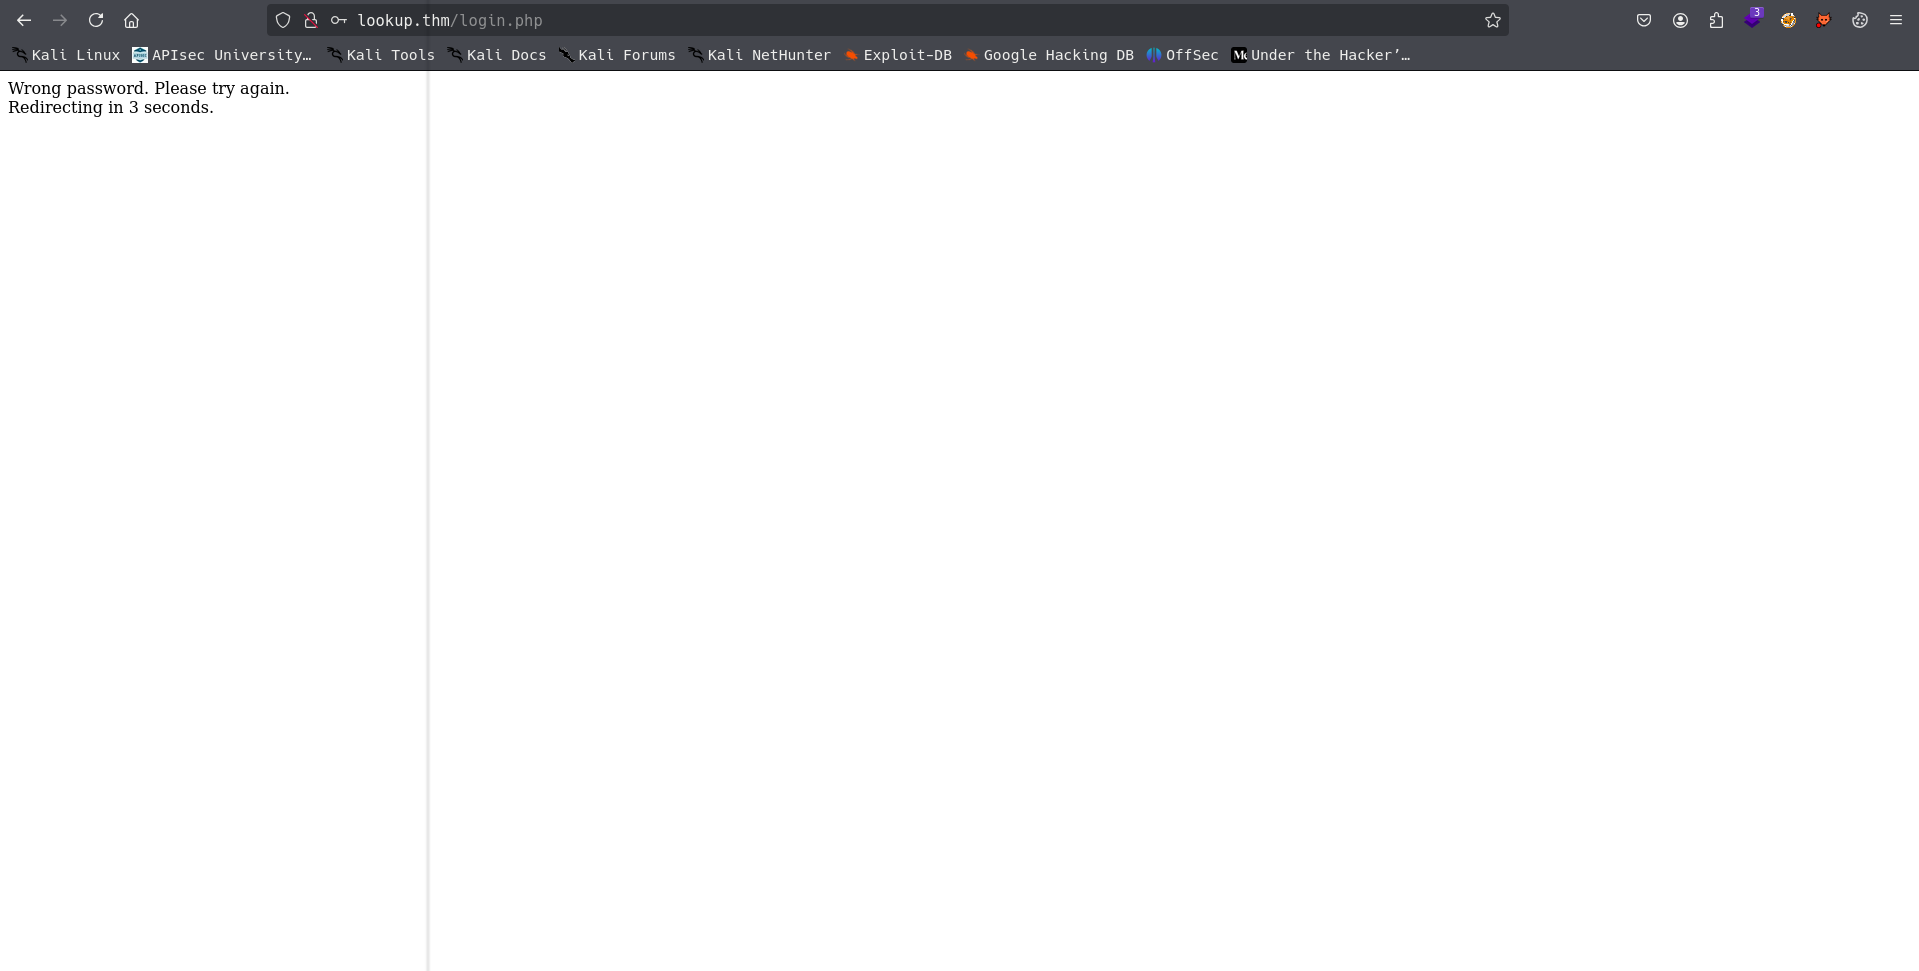 lookup.thm/login.php
3
Kali Linux APIsec University… Kali Tools Kali Docs Kali Forums Kali NetHunter Exploit-DB Google Hacking DB OffSec Under the Hacker’…
Wrong password. Please try again.
Redirecting in 3 seconds.